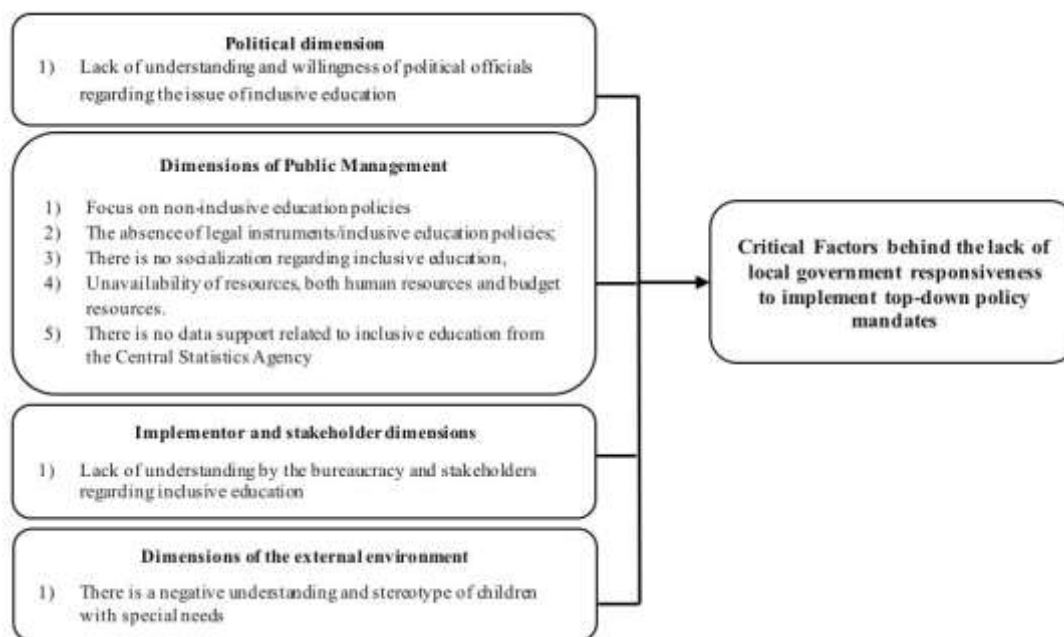 Political dimension
1) Lack of understanding and willingness of political officials
regarding the issue of inclusive education
Dimensions of Public Management
1) Focus on non-inclusive education policies
2) The absence of legal instruments/inclusive education policies;
3) There is no socialization regarding inclusive education,
4) Unavailability of resources, both human resources and budget
resources.
5) There is no data support related to inclusive education from
the Central Statistics Agency
Implementor and stakeholder dimensions
1) Lack of understanding by the bureaucracy and stakeholders
regarding inclusive education
Dimensions of the external environment
1) There is a negative understanding and stereotype of children
with special needs
Critical Factors behind the lack of
local government responsiveness
to implement top-down policy
mandates